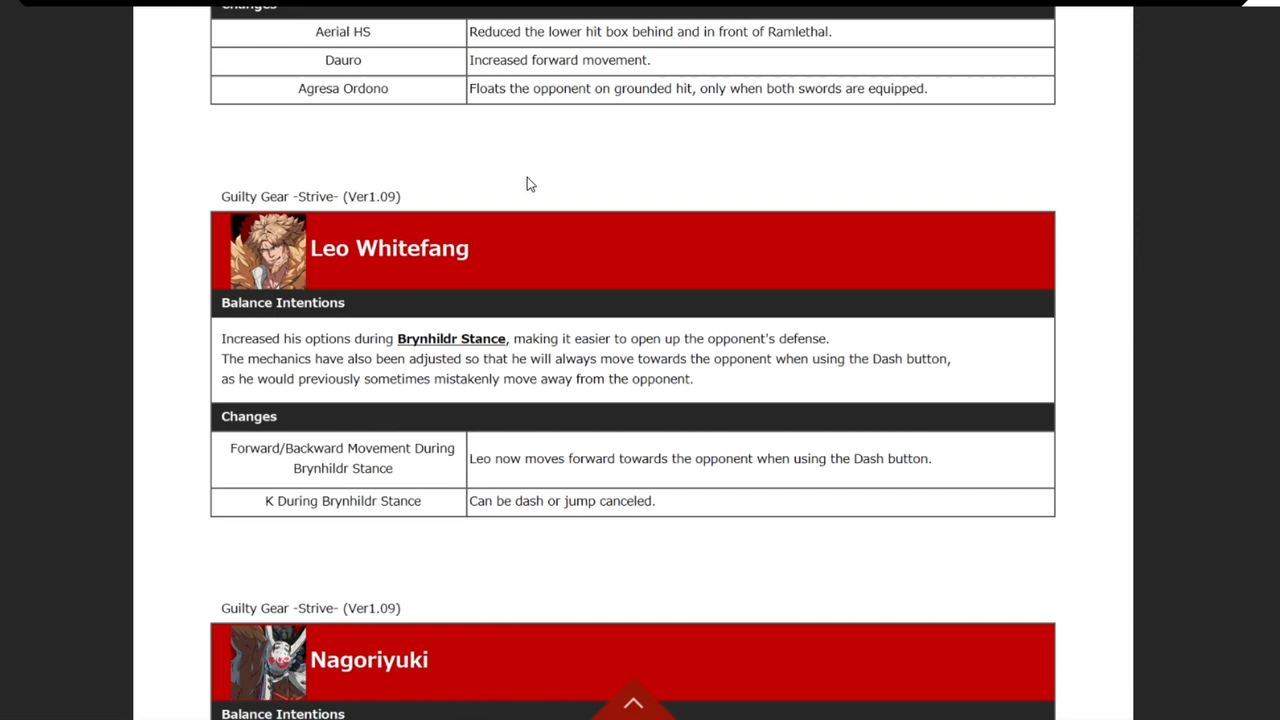 Changes
Aerial HS
Reduced the lower hit box behind and in front of Ramlethal.
Dauro
Increased forward movement.
Agresa Ordono
Floats the opponent on grounded hit, only when both swords are equipped.
Guilty Gear -Strive- (Ver1.09)
Leo Whitefang
Balance Intentions
Increased his options during Brynhildr Stance, making it easier to open up the opponent's defense.
The mechanics have also been adjusted so that he will always move towards the opponent when using the Dash button,
as he would previously sometimes mistakenly move away from the opponent.
Changes
Forward/Backward Movement During
Brynhildr Stance
Leo now moves forward towards the opponent when using the Dash button.
K During Brynhildr Stance
Can be dash or jump canceled.
Guilty Gear -Strive- (Ver1.09)
Nagoriyuki
Balance Intentions